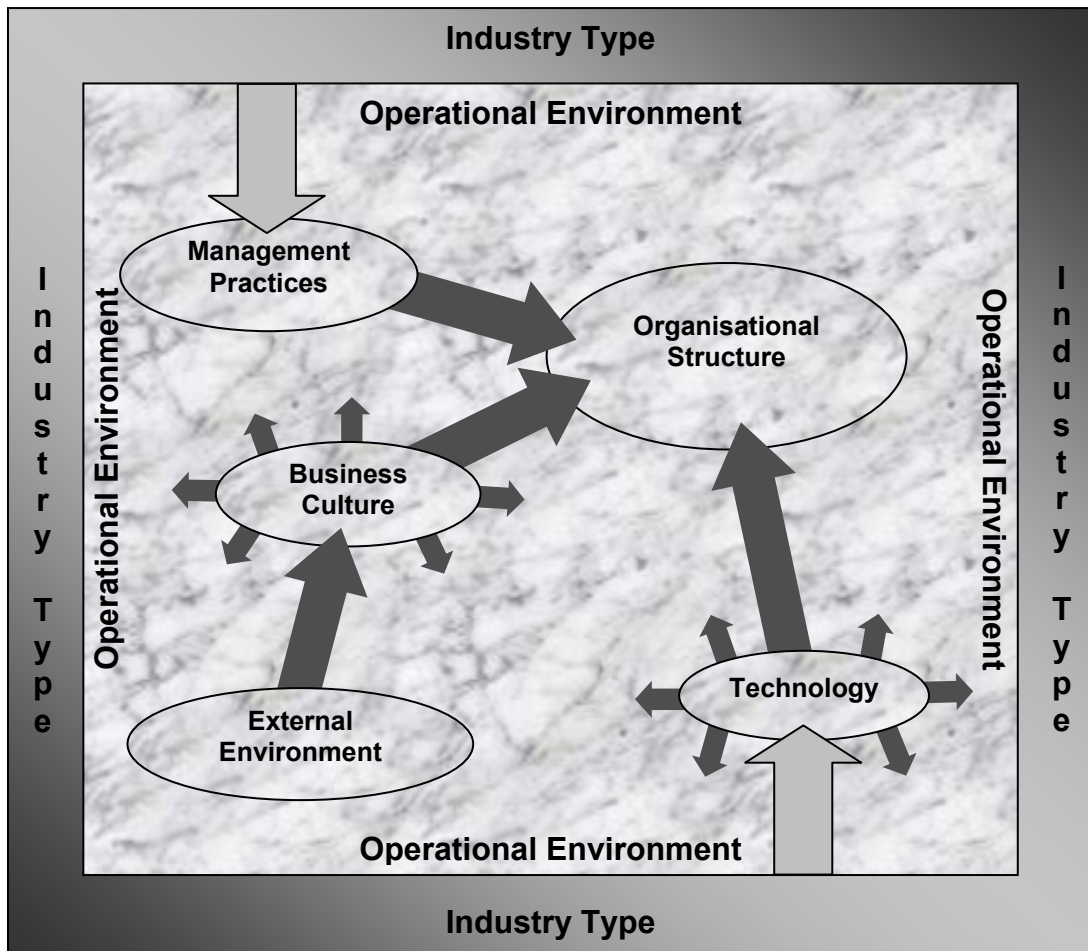 Industry Type
Operational Environment
Management
Practices
Organisational
Structure
Industry Type
Operational Environment
Operational Environment
Industry Type
Business
Culture
Technology
External
Environment
Operational Environment
Industry Type